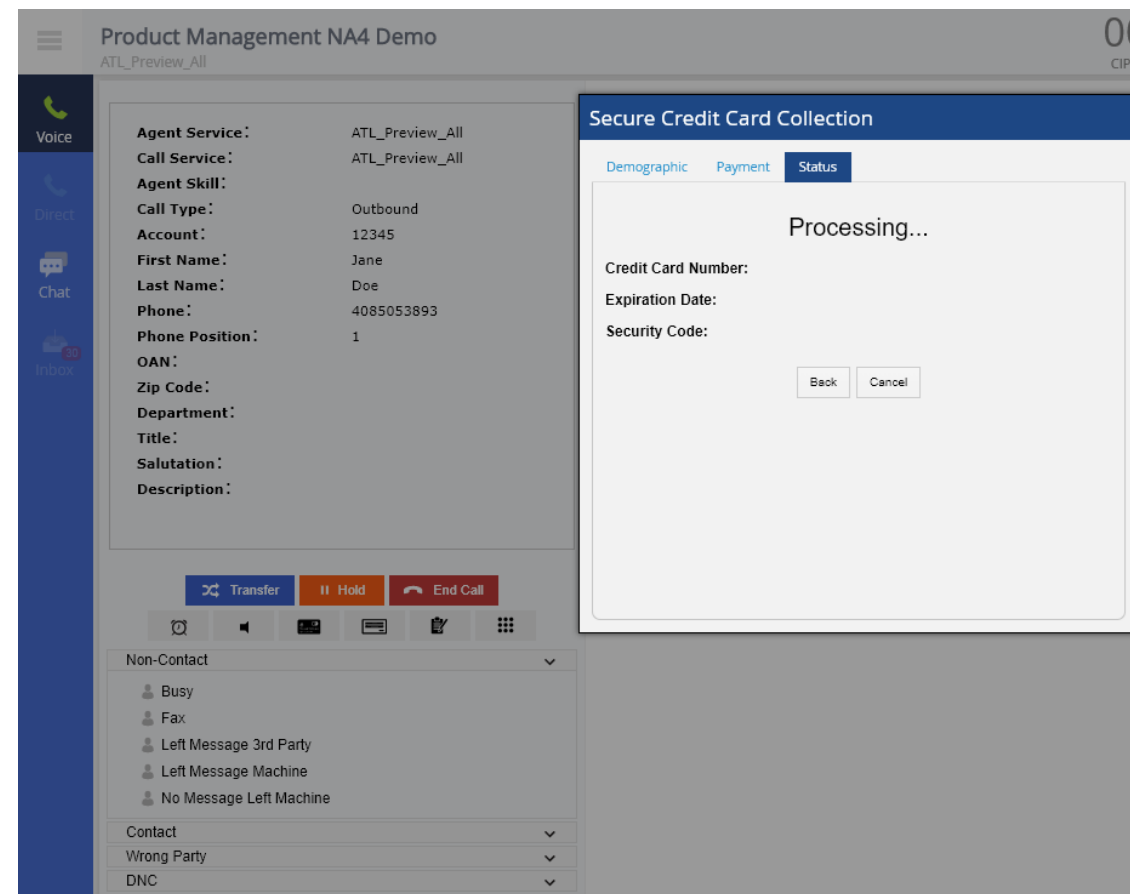 Product Management NA4 Demo
ATL_Preview_All
00
CIP
Voice
Direct
Chat
30
Inbox
Agent Service: ATL_Preview_All
Call Service: ATL_Preview_All
Agent Skill:
Call Type: Outbound
Account: 12345
First Name: Jane
Last Name: Doe
Phone: 4085053893
Phone Position: 1
OAN:
Zip Code:
Department:
Title:
Salutation:
Description:
Transfer Hold End Call
Non-Contact
Busy
Fax
Left Message 3rd Party
Left Message Machine
No Message Left Machine
Contact
Wrong Party
DNC
Secure Credit Card Collection
Demographic Payment Status
Processing...
Credit Card Number:
Expiration Date:
Security Code:
Back Cancel